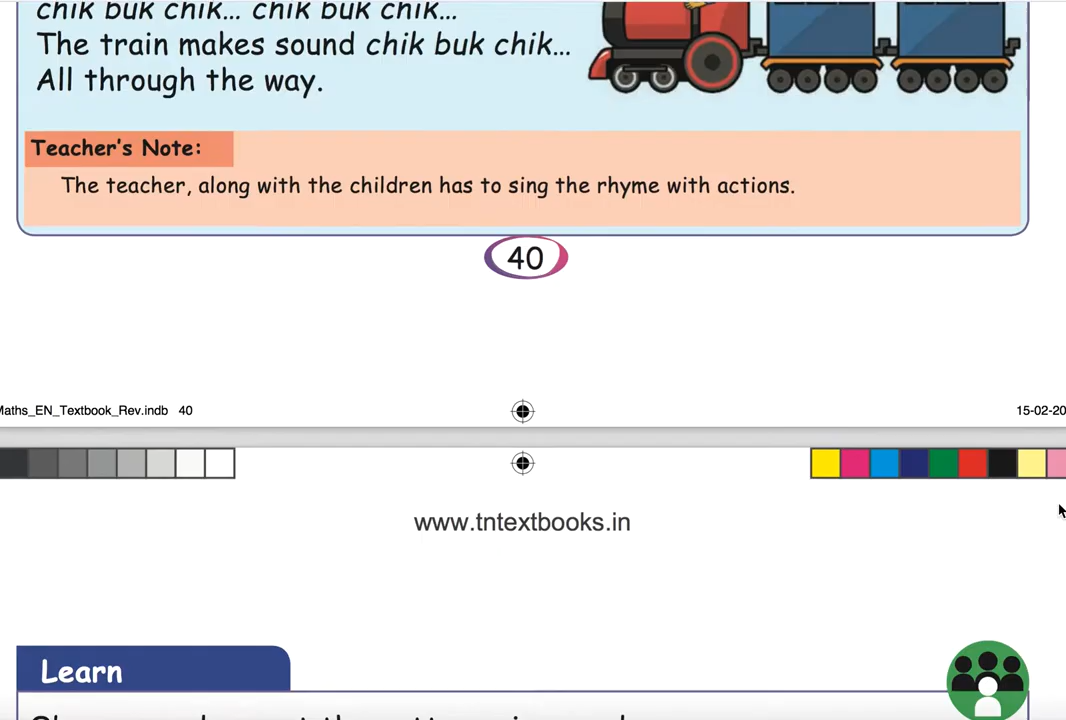 chik buk chik... chik buk chik...
The train makes sound chik buk chik...
All through the way.
Teacher's Note:
The teacher, along with the children has to sing the rhyme with actions.
40
Maths_EN_Textbook_Rev.indb 40
15-02-20
www.tntextbooks.in
Learn